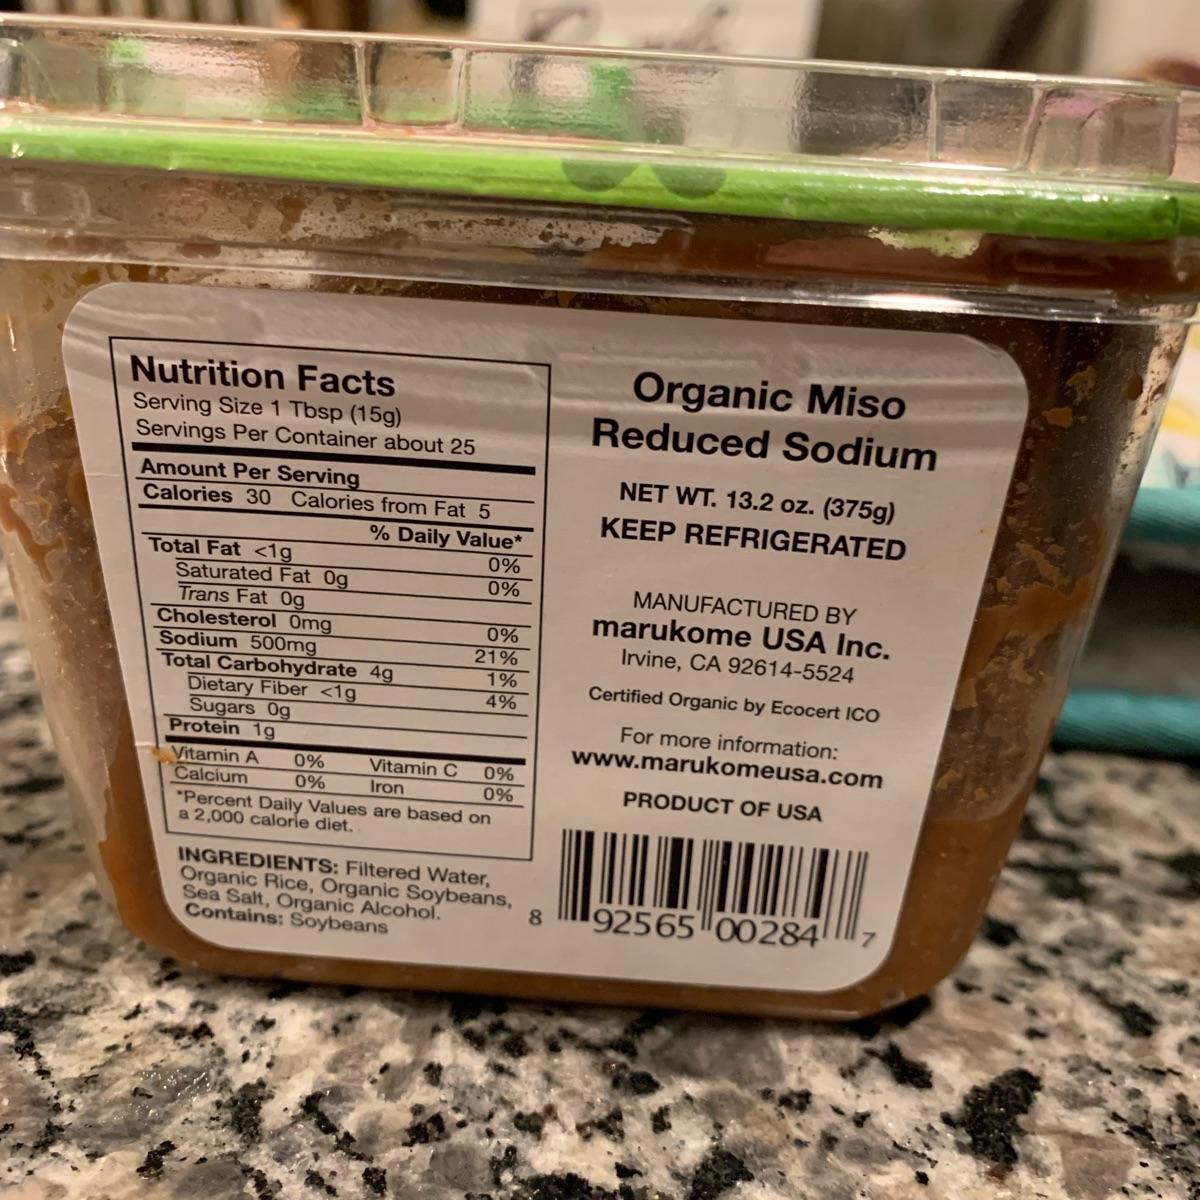 Nutrition Facts
Serving Size 1 Tbsp (15g)
Servings Per Container about 25
Amount Per Serving
Calories 30 Calories from Fat 5
% Daily Value*
Total Fat <1g 0%
Saturated Fat 0g 0%
Trans Fat 0g
Cholesterol 0mg 0%
Sodium 500mg 21%
Total Carbohydrate 4g 1%
Dietary Fiber <1g 4%
Sugars 0g
Protein 1g
Vitamin A 0% Vitamin C 0%
Calcium 0% Iron 0%
*Percent Daily Values are based on
a 2,000 calorie diet.
INGREDIENTS: Filtered Water,
Organic Rice, Organic Soybeans,
Sea Salt, Organic Alcohol.
Contains: Soybeans
Organic Miso
Reduced Sodium
NET WT. 13.2 oz. (375g)
KEEP REFRIGERATED
MANUFACTURED BY
marukome USA Inc.
Irvine, CA 92614-5524
Certified Organic by Ecocert ICO
For more information:
www.marukomeusa.com
PRODUCT OF USA
8 92565 00284 7